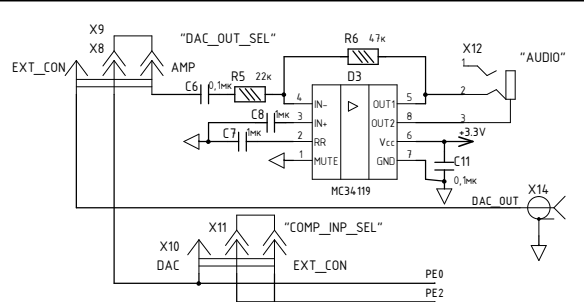 X9
X8
"DAC_OUT_SEL"
EXT_CON
AMP
R6 47к
X12
"AUDIO"
1
C6 0,1мк
R5 22к
D3
4 IN- OUT1 5
2
C8 1мк
3 IN+ OUT2 8
3
C7 1мк
2 RR Vcc 6
+3.3V
1 MUTE GND 7
C11
0,1мк
MC34119
DAC_OUT
X14
X11
"COMP_INP_SEL"
X10
DAC
EXT_CON
PE0
PE2